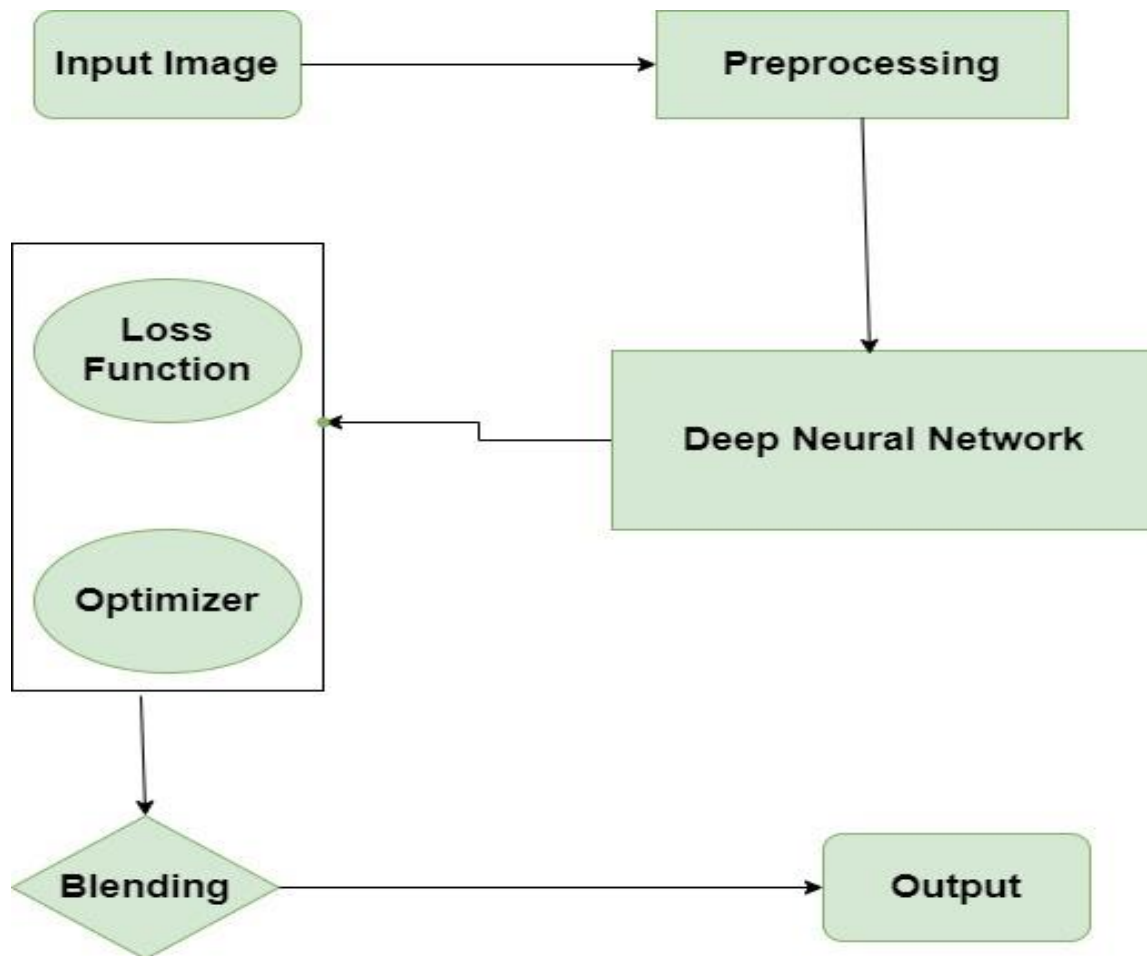 Input Image
Preprocessing
Loss
Function
Deep Neural Network
Optimizer
Blending
Output